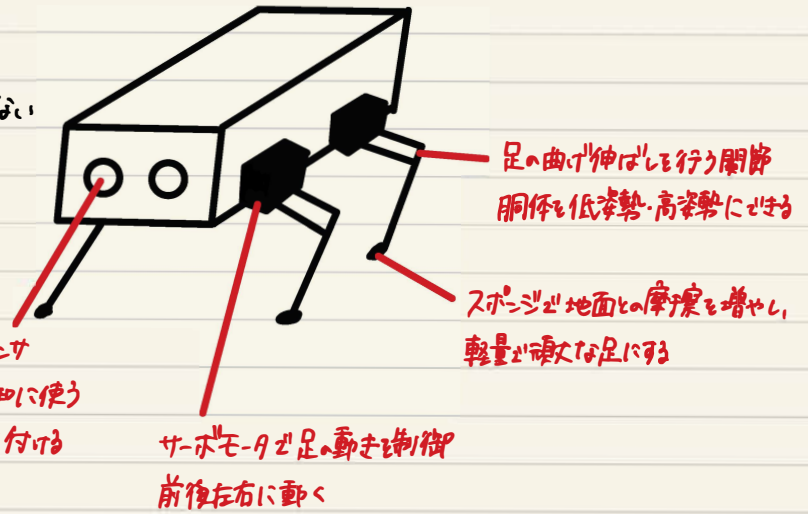 ない
足の曲げ伸ばしを行う関節
胴体を低姿勢・高姿勢にできる
スポンジで地面との摩擦を増やし、
軽量で頑丈な足にする
ンサ
知に使う
付ける
サーボモータで足の動きを制御
前後左右に動く